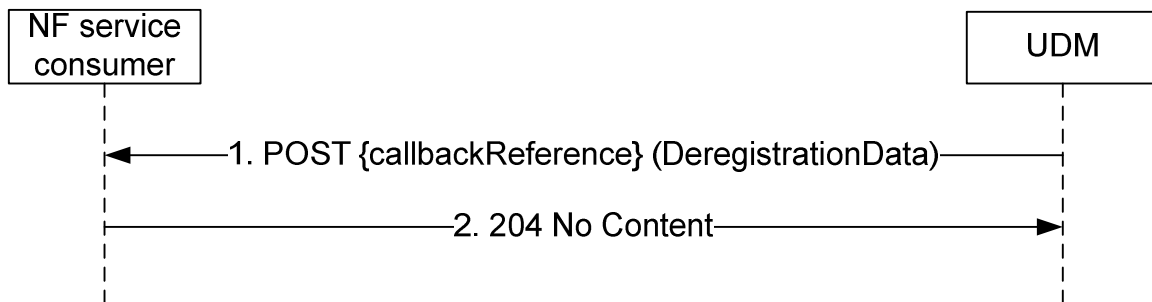 NF service
consumer
UDM
1. POST {callbackReference} (DeregistrationData)
2. 204 No Content